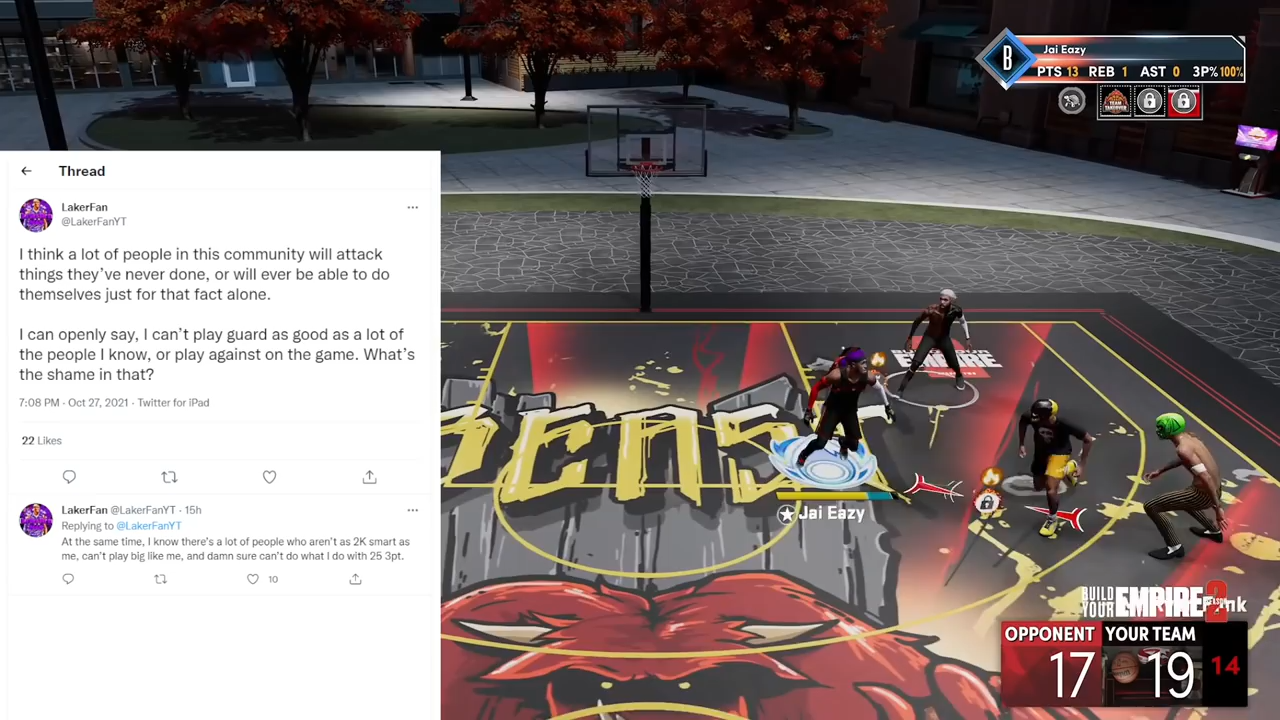 Thread
LakerFan
@LakerFanYT
I think a lot of people in this community will attack
things they've never done, or will ever be able to do
themselves just for that fact alone.
I can openly say, I can't play guard as good as a lot of
the people I know, or play against on the game. What's
the shame in that?
7:08 PM · Oct 27, 2021 · Twitter for iPad
22 Likes
LakerFan @LakerFanYT · 15h
Replying to @LakerFanYT
At the same time, I know there's a lot of people who aren't as 2K smart as
me, can't play big like me, and damn sure can't do what I do with 25 3pt.
10
B
Jai Eazy
PTS 13 REB 1 AST 0 3P% 100%
EMPIRE
Jai Eazy
BUILD
YOUR
EMPIRE
2
OPPONENT YOUR TEAM
17 19 14